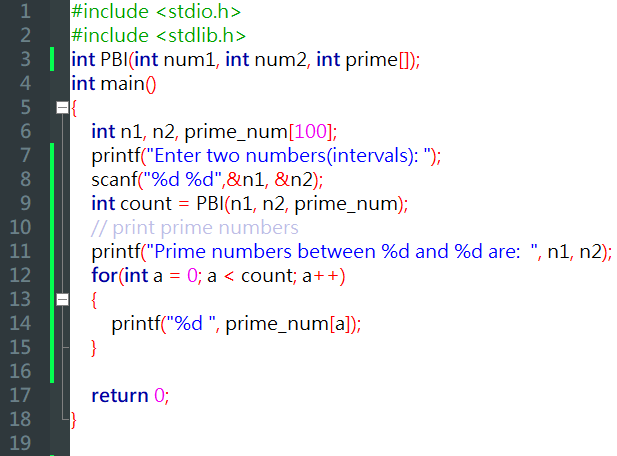 1 #include <stdio.h>
2 #include <stdlib.h>
3 int PBI(int num1, int num2, int prime[]);
4 int main()
5 {
6 int n1, n2, prime_num[100];
7 printf("Enter two numbers(intervals): ");
8 scanf("%d %d",&n1, &n2);
9 int count = PBI(n1, n2, prime_num);
10 // print prime numbers
11 printf("Prime numbers between %d and %d are:  ", n1, n2);
12 for(int a = 0; a < count; a++)
13 {
14 printf("%d ", prime_num[a]);
15 }
16
17 return 0;
18 }
19